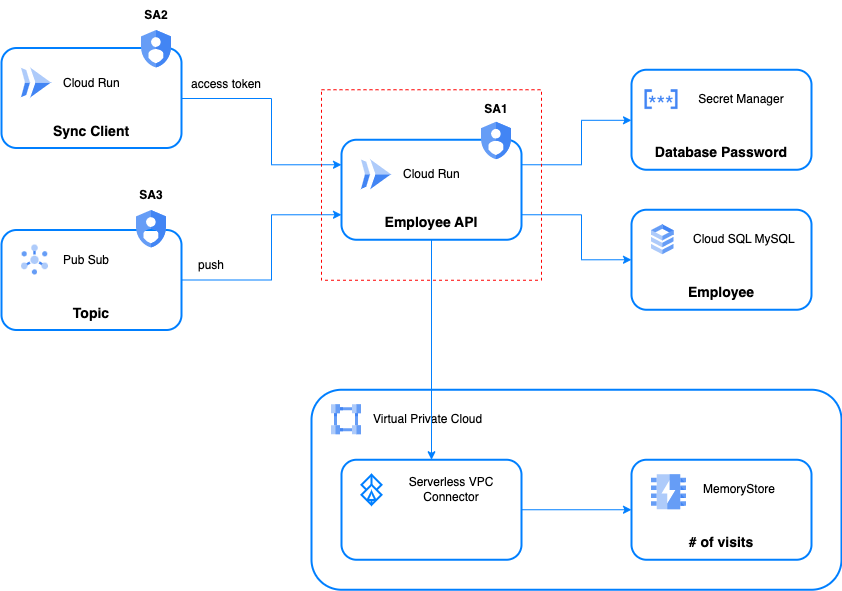 SA2
Cloud Run
Sync Client
access token
SA1
Cloud Run
Employee API
[***]
Secret Manager
Database Password
SA3
Pub Sub
Topic
push
Cloud SQL MySQL
Employee
Virtual Private Cloud
Serverless VPC
Connector
MemoryStore
# of visits